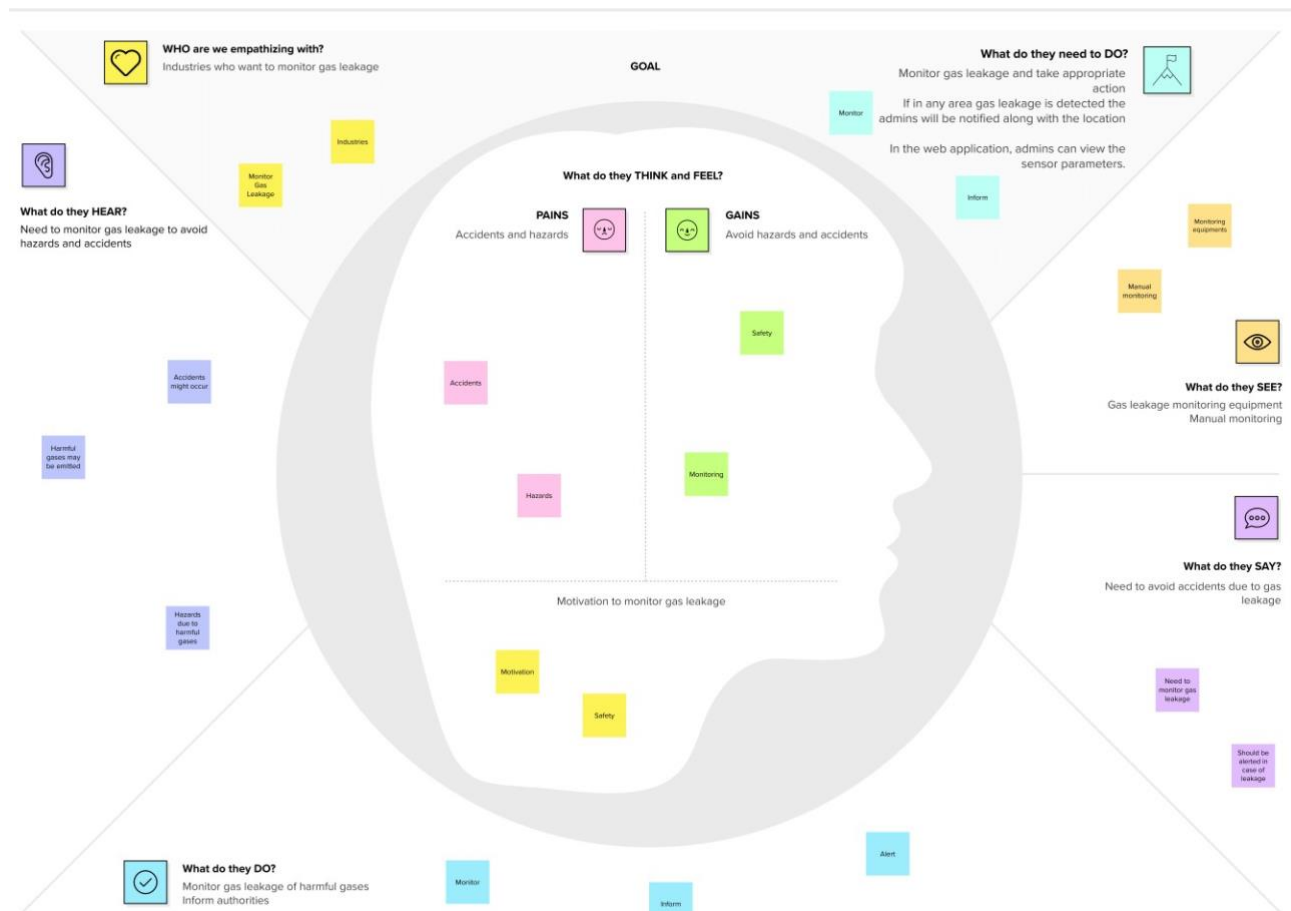 WHO are we empathizing with?
Industries who want to monitor gas leakage
Industries
Monitor
Gas
Leakage
GOAL
What do they need to DO?
Monitor gas leakage and take appropriate
action
If in any area gas leakage is detected the
admins will be notified along with the location
In the web application, admins can view the
sensor parameters.
Monitor
Inform
What do they HEAR?
Need to monitor gas leakage to avoid
hazards and accidents
Accidents
might occur
Harmful
gases may
be emitted
Hazards
due to
harmful
gases
What do they THINK and FEEL?
PAINS
Accidents and hazards
Accidents
Hazards
GAINS
Avoid hazards and accidents
Safety
Monitoring
Motivation to monitor gas leakage
Motivation
Safety
Monitoring
equipments
Manual
monitoring
What do they SEE?
Gas leakage monitoring equipment
Manual monitoring
What do they SAY?
Need to avoid accidents due to gas
leakage
Need to
monitor gas
leakage
Should be
alerted in
case of
leakage
What do they DO?
Monitor gas leakage of harmful gases
Inform authorities
Monitor
Inform
Alert